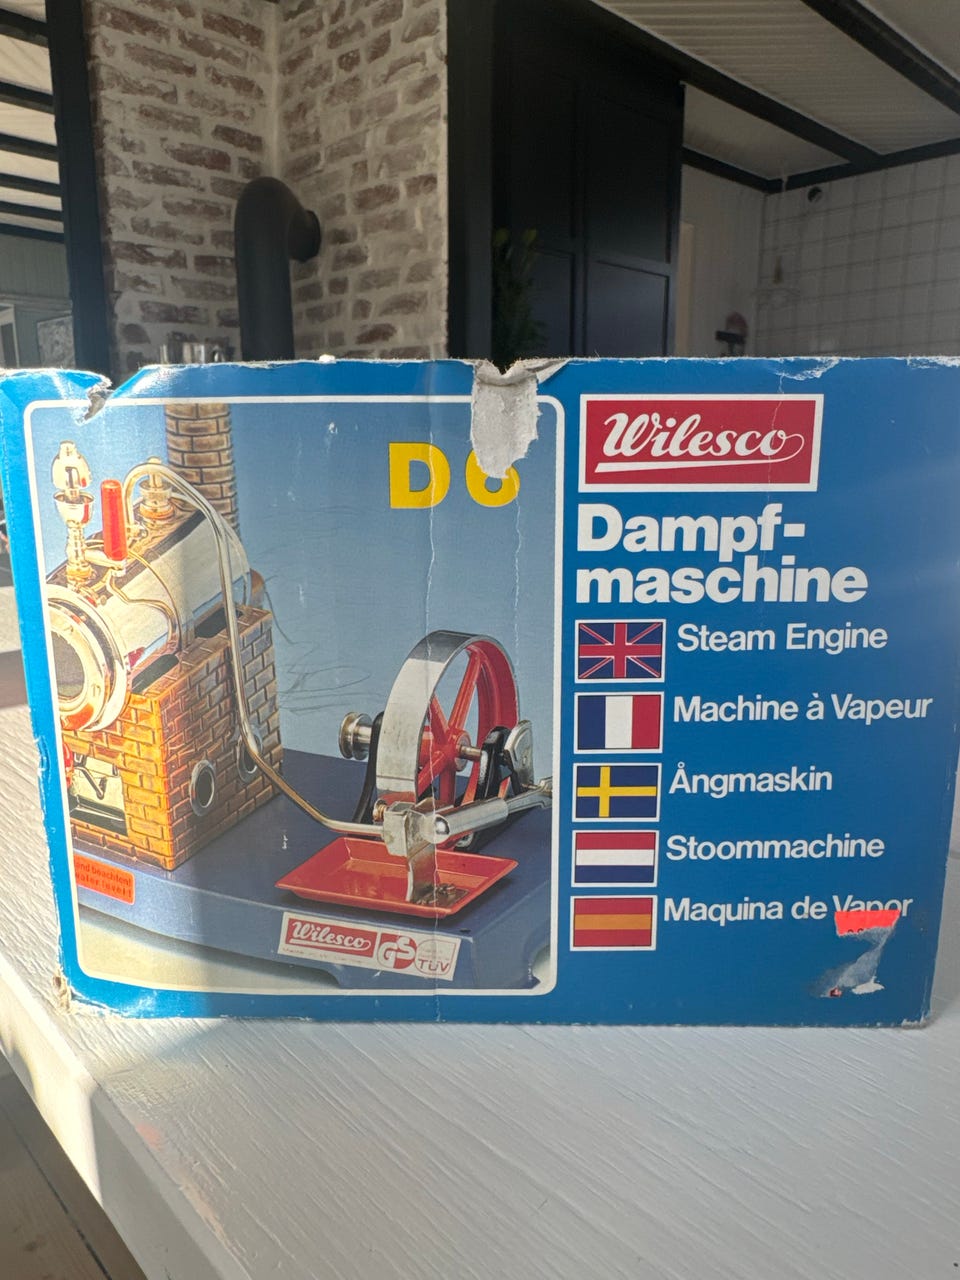 D6
Wilesco
Dampf-
maschine
Steam Engine
Machine à Vapeur
Ångmaskin
Stoommachine
Maquina de Vapor
Wilesco
GS
TÜV